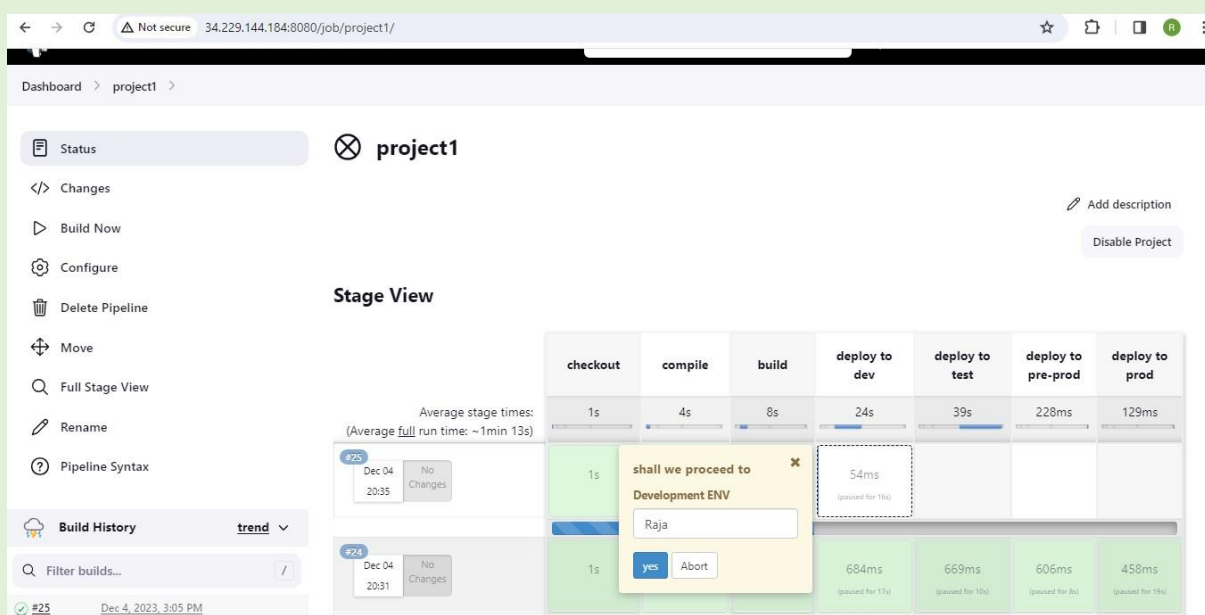 Not secure 34.229.144.184:8080/job/project1/
R
Dashboard > project1 >
Status
Changes
Build Now
Configure
Delete Pipeline
Move
Full Stage View
Rename
Pipeline Syntax
Build History trend
Filter builds... /
#25 Dec 4, 2023, 3:05 PM
project1
Add description
Disable Project
Stage View
checkout compile build deploy to dev deploy to test deploy to pre-prod deploy to prod
Average stage times: 1s 4s 8s 24s 39s 228ms 129ms
(Average full run time: ~1min 13s)
#25
Dec 04
20:35
No Changes
1s
54ms
(paused for 16s)
shall we proceed to
Development ENV
Raja
yes Abort
#24
Dec 04
20:31
No Changes
1s
684ms 669ms 606ms 458ms
(paused for 17s) (paused for 10s) (paused for 8s) (paused for 19s)